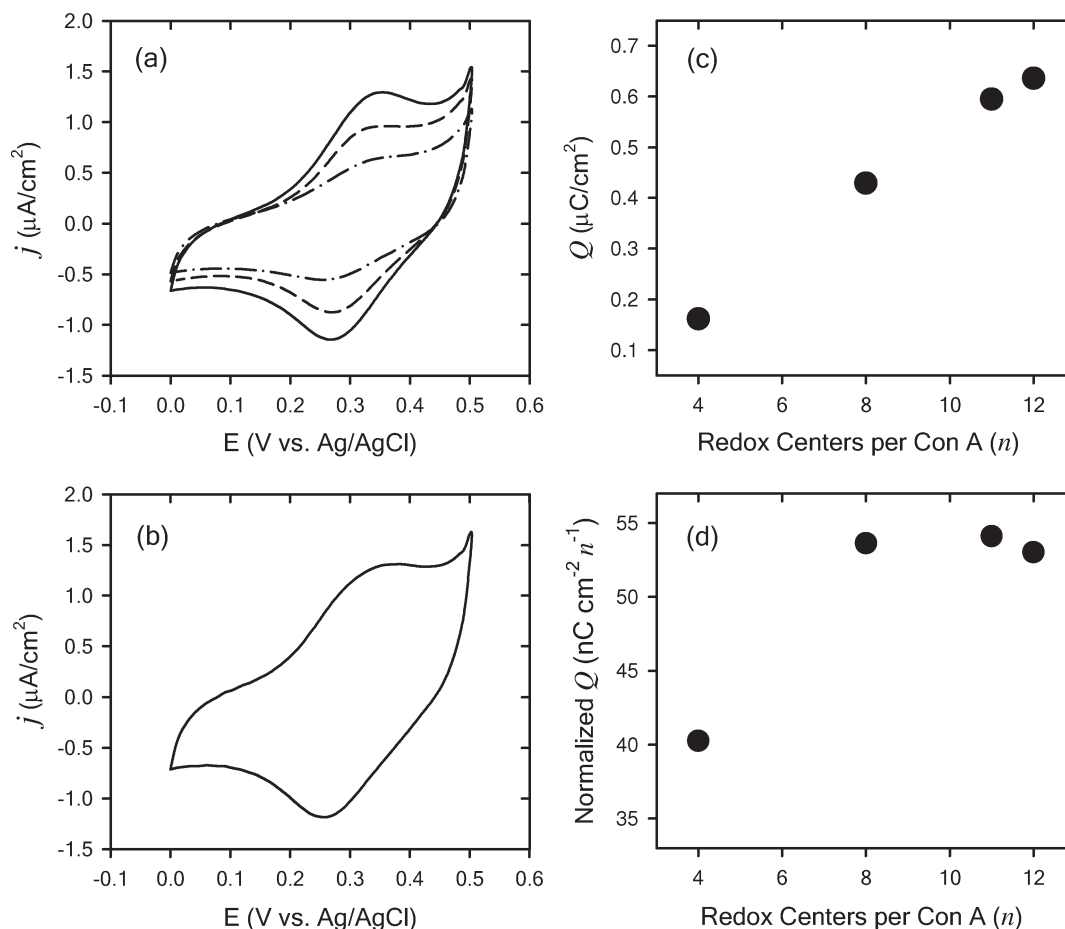 (a)
2.0
1.5
1.0
0.5
0.0
-0.5
-1.0
-1.5
j (μA/cm²)
-0.1 0.0 0.1 0.2 0.3 0.4 0.5 0.6
E (V vs. Ag/AgCl)
(c)
0.7
0.6
0.5
0.4
0.3
0.2
0.1
Q (μC/cm²)
4 6 8 10 12
Redox Centers per Con A (n)
(b)
2.0
1.5
1.0
0.5
0.0
-0.5
-1.0
-1.5
j (μA/cm²)
-0.1 0.0 0.1 0.2 0.3 0.4 0.5 0.6
E (V vs. Ag/AgCl)
(d)
55
50
45
40
35
Normalized Q (nC cm⁻² n⁻¹)
4 6 8 10 12
Redox Centers per Con A (n)